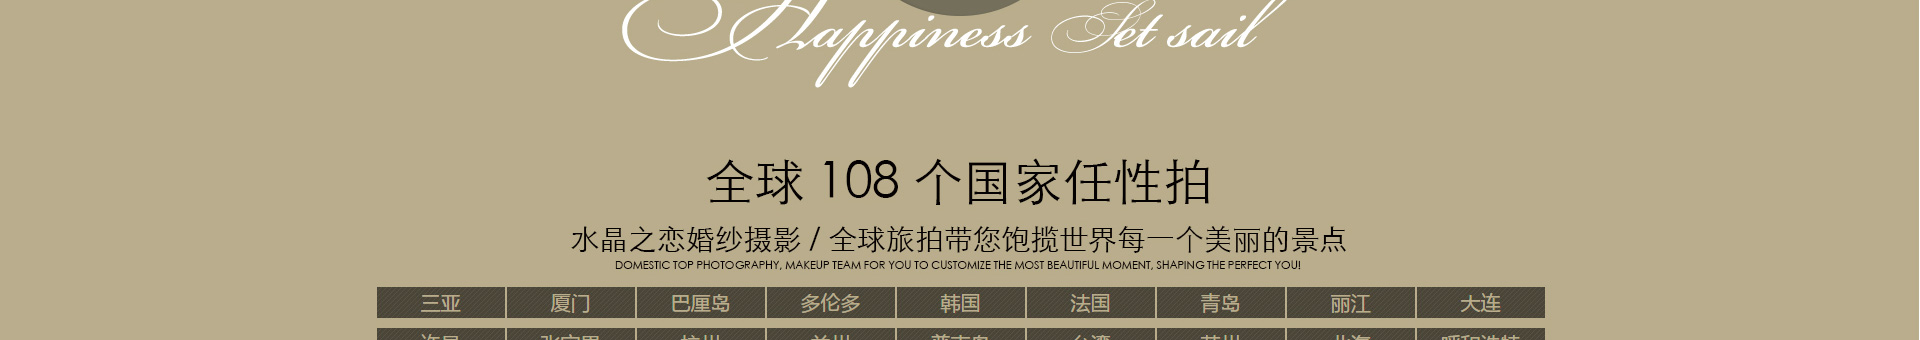 Happiness Set sail
全球 108 个国家任性拍
水晶之恋婚纱摄影 / 全球旅拍带您饱揽世界每一个美丽的景点
DOMESTIC TOP PHOTOGRAPHY, MAKEUP TEAM FOR YOU TO CUSTOMIZE THE MOST BEAUTIFUL MOMENT, SHAPING THE PERFECT YOU!
三亚 厦门 巴厘岛 多伦多 韩国 法国 青岛 丽江 大连